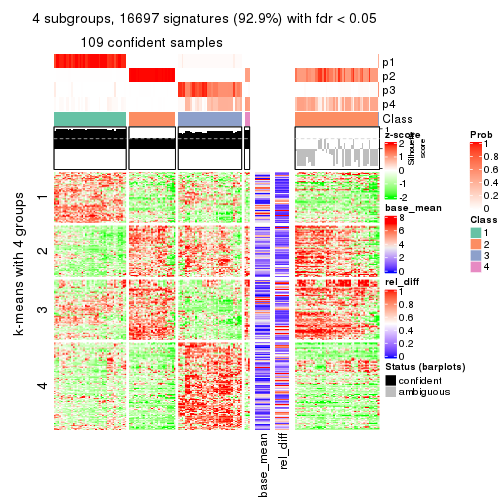 4 subgroups, 16697 signatures (92.9%) with fdr < 0.05
109 confident samples
p1
p2
p3
p4
Class
1
Silhouette
score
k-means with 4 groups
1
2
3
4
base_mean
rel_diff
z-score
2
1
0
-1
-2
base_mean
8
6
4
2
0
rel_diff
1
0.8
0.6
0.4
0.2
0
Status (barplots)
confident
ambiguous
Prob
1
0.8
0.6
0.4
0.2
0
Class
1
2
3
4